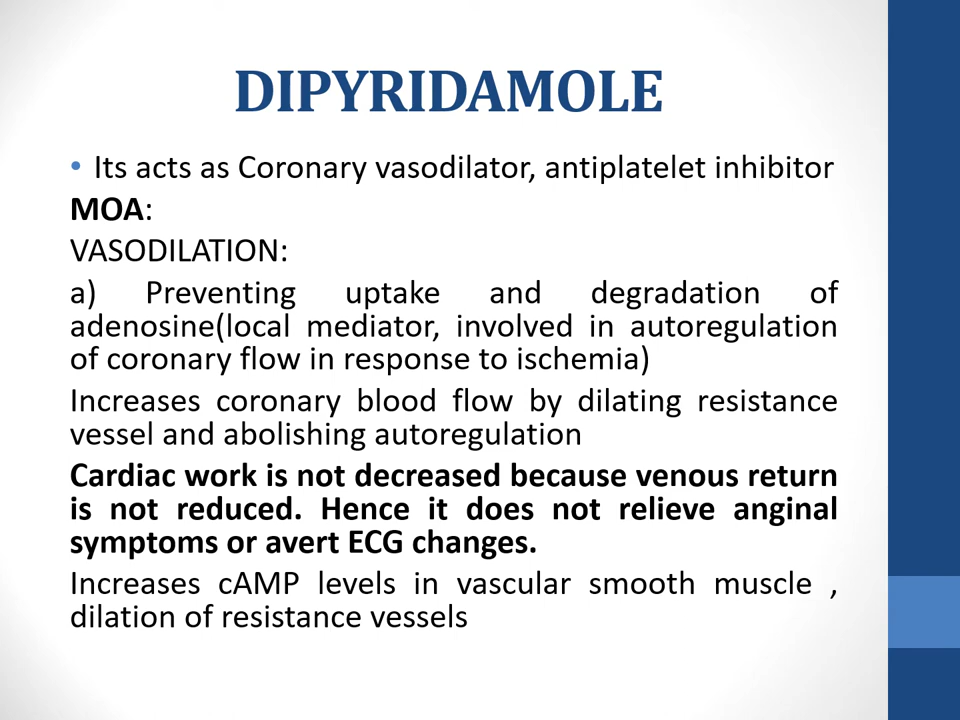 DIPYRIDAMOLE
• Its acts as Coronary vasodilator, antiplatelet inhibitor
MOA:
VASODILATION:
a) Preventing uptake and degradation of
adenosine(local mediator, involved in autoregulation
of coronary flow in response to ischemia)
Increases coronary blood flow by dilating resistance
vessel and abolishing autoregulation
Cardiac work is not decreased because venous return
is not reduced. Hence it does not relieve anginal
symptoms or avert ECG changes.
Increases cAMP levels in vascular smooth muscle ,
dilation of resistance vessels